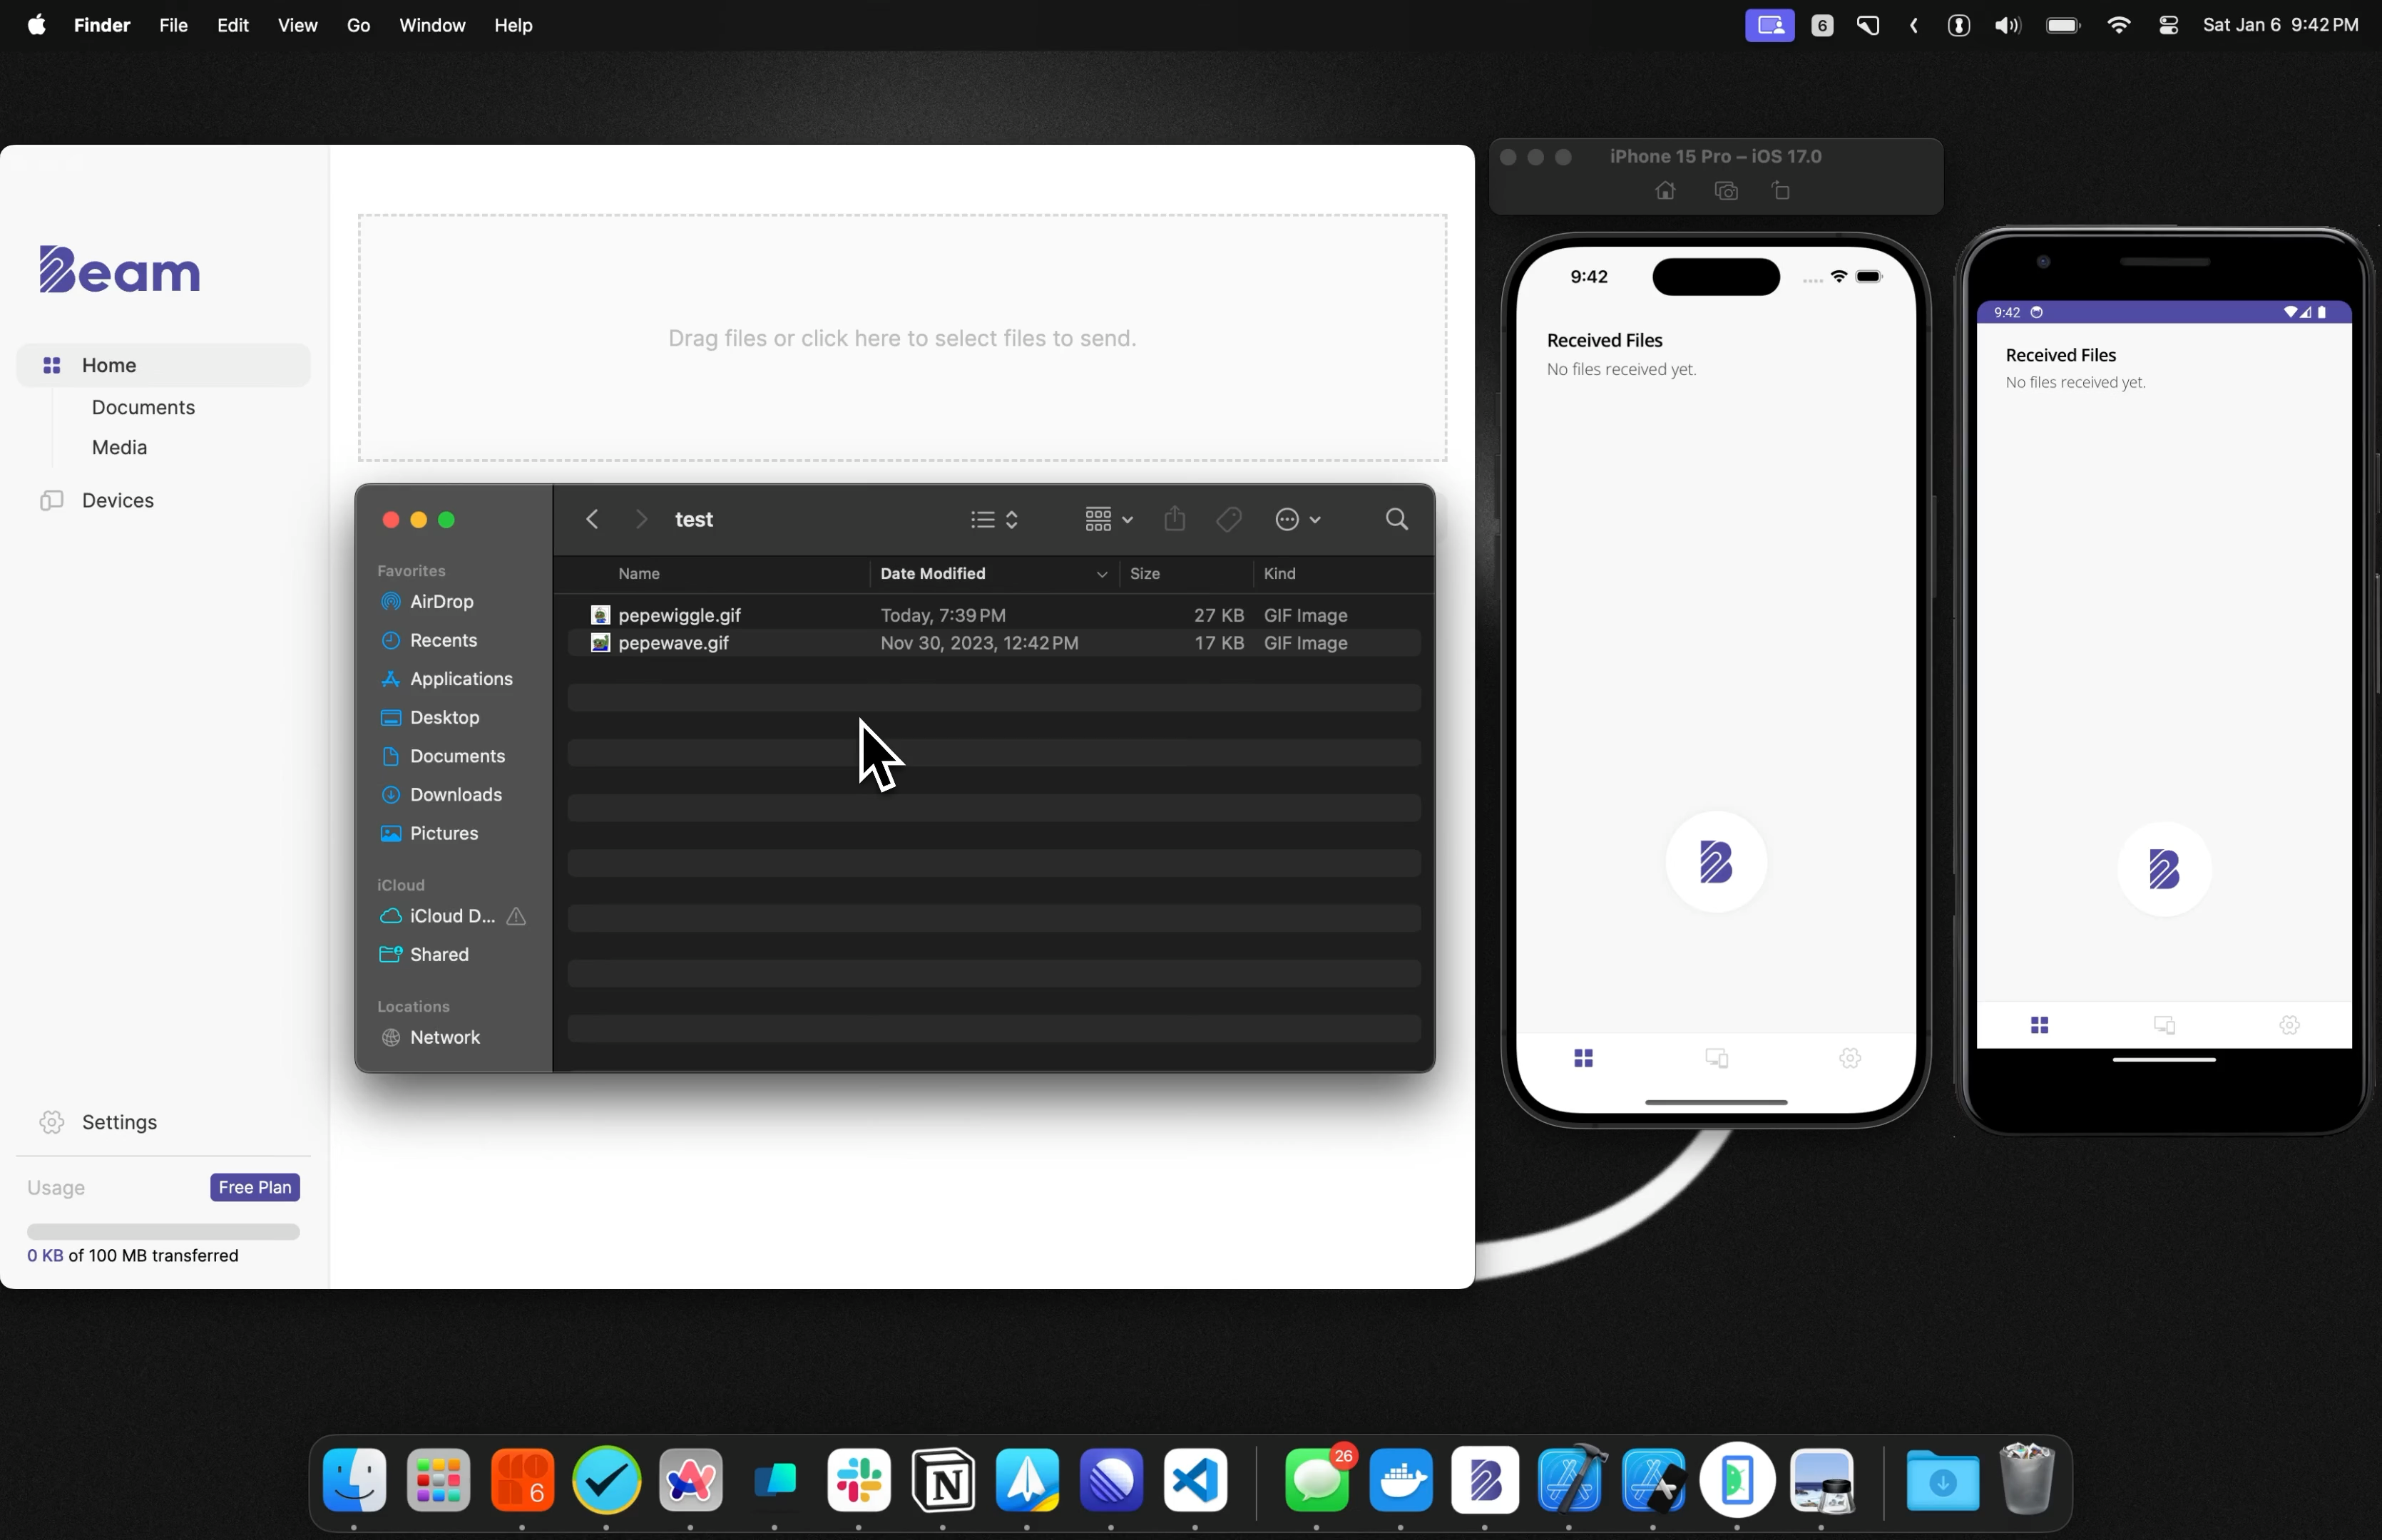 Finder File Edit View Go Window Help
6
Sat Jan 6 9:42 PM
Beam
Home
Documents
Media
Devices
Settings
Usage
Free Plan
0 KB of 100 MB transferred
Drag files or click here to select files to send.
test
Favorites
AirDrop
Recents
Applications
Desktop
Documents
Downloads
Pictures
iCloud
iCloud D...
Shared
Locations
Network
Name Date Modified Size Kind
pepewiggle.gif Today, 7:39 PM 27 KB GIF Image
pepewave.gif Nov 30, 2023, 12:42 PM 17 KB GIF Image
iPhone 15 Pro – iOS 17.0
9:42
Received Files
No files received yet.
B
9:42
Received Files
No files received yet.
B
6
N
26
B